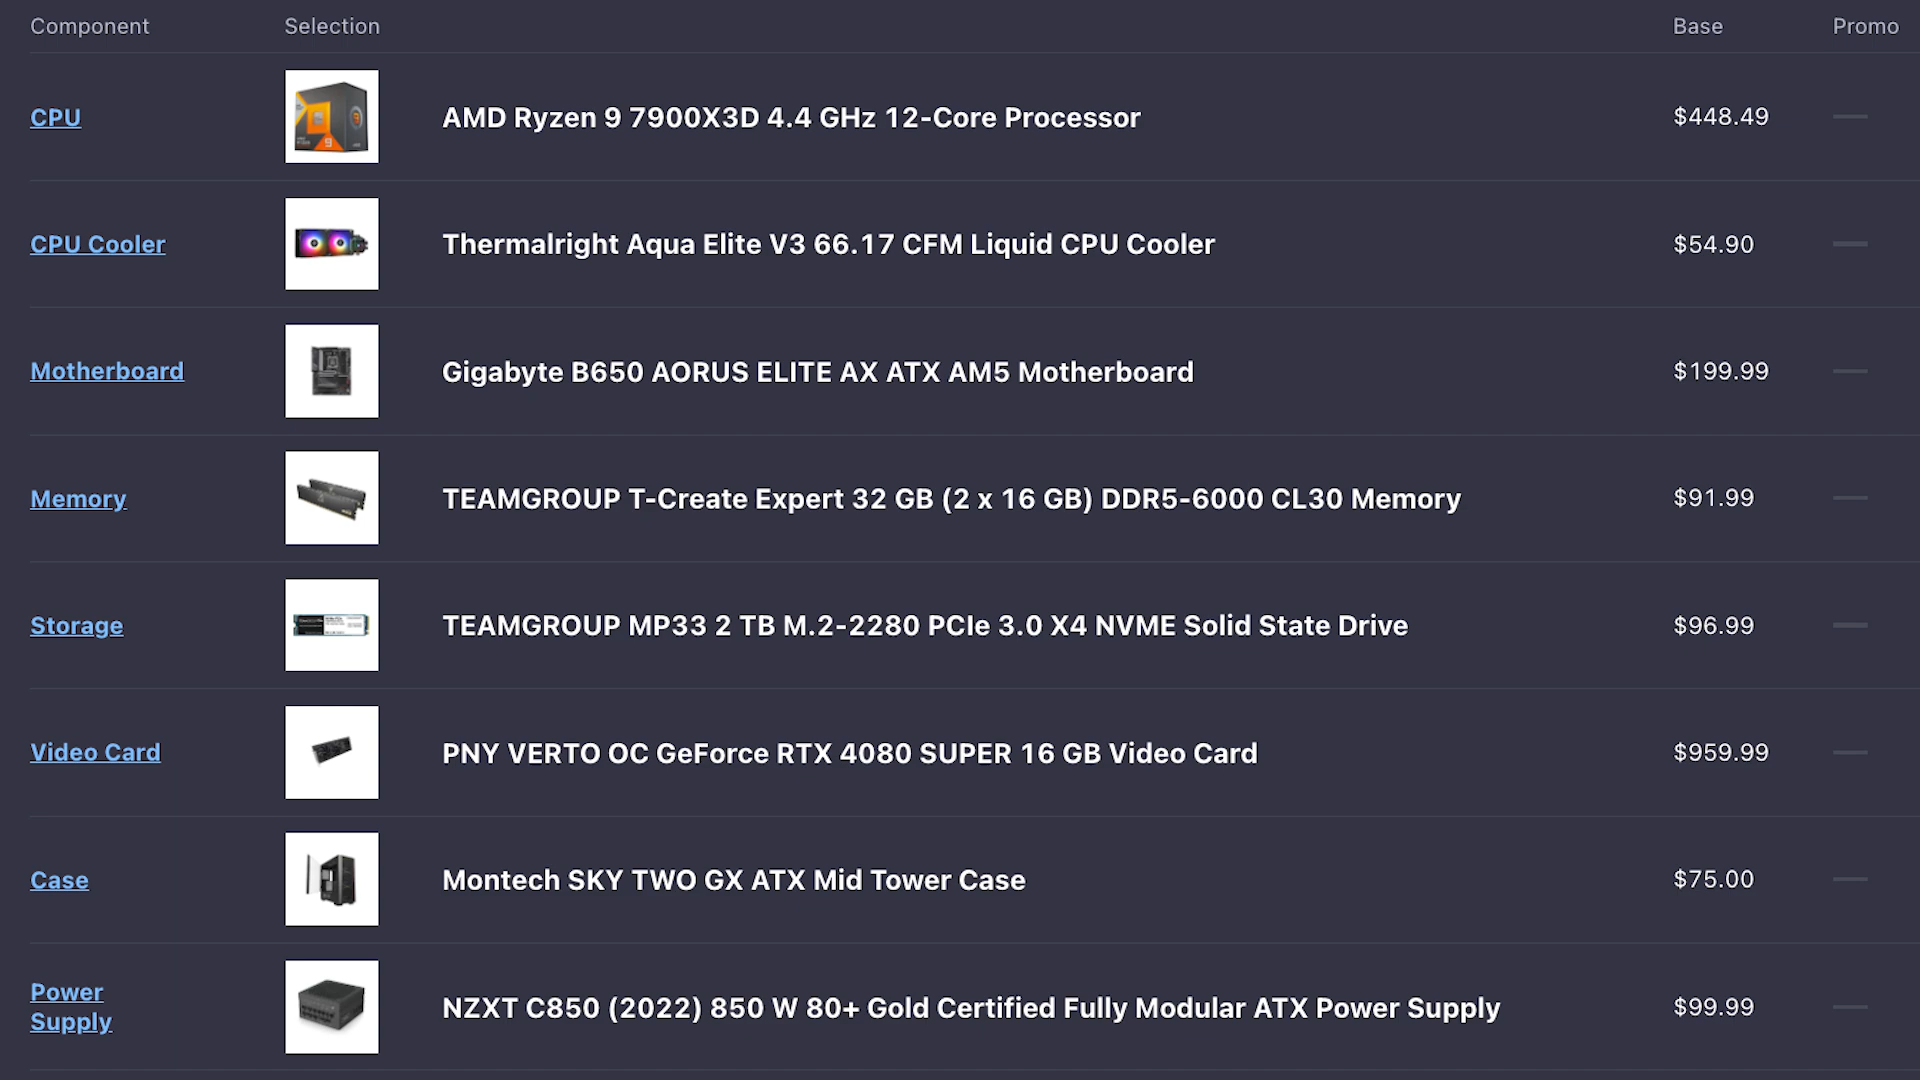 Component Selection Base Promo
CPU AMD Ryzen 9 7900X3D 4.4 GHz 12-Core Processor $448.49 —
CPU Cooler Thermalright Aqua Elite V3 66.17 CFM Liquid CPU Cooler $54.90 —
Motherboard Gigabyte B650 AORUS ELITE AX ATX AM5 Motherboard $199.99 —
Memory TEAMGROUP T-Create Expert 32 GB (2 x 16 GB) DDR5-6000 CL30 Memory $91.99 —
Storage TEAMGROUP MP33 2 TB M.2-2280 PCIe 3.0 X4 NVME Solid State Drive $96.99 —
Video Card PNY VERTO OC GeForce RTX 4080 SUPER 16 GB Video Card $959.99 —
Case Montech SKY TWO GX ATX Mid Tower Case $75.00 —
Power
Supply NZXT C850 (2022) 850 W 80+ Gold Certified Fully Modular ATX Power Supply $99.99 —